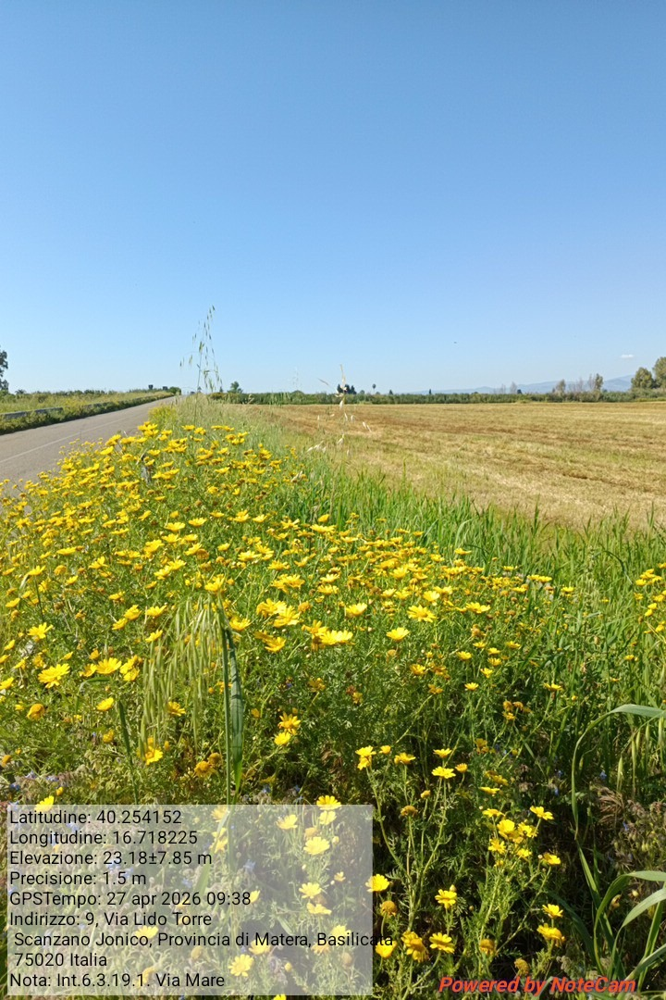 Latitudine: 40.254152
Longitudine: 16.718225
Elevazione: 23.18±7.85 m
Precisione: 1.5 m
GPSTempo: 27 apr 2026 09:38
Indirizzo: 9, Via Lido Torre
Scanzano Jonico, Provincia di Matera, Basilicata
75020 Italia
Nota: Int.6.3.19.1. Via Mare
Powered by NoteCam